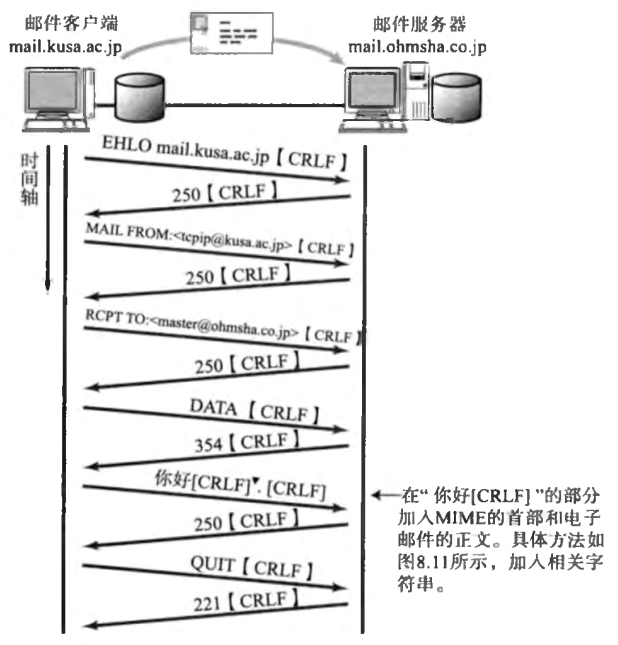 邮件客户端
mail.kusa.ac.jp
邮件服务器
mail.ohmsha.co.jp
时间轴
EHLO mail.kusa.ac.jp【CRLF】
250【CRLF】
MAIL FROM:<tcpip@kusa.ac.jp>【CRLF】
250【CRLF】
RCPT TO:<master@ohmsha.co.jp>【CRLF】
250【CRLF】
DATA【CRLF】
354【CRLF】
你好[CRLF]▼. [CRLF]
250【CRLF】
QUIT【CRLF】
221【CRLF】
在“ 你好[CRLF] ”的部分
加入MIME的首部和电子
邮件的正文。具体方法如
图8.11所示，加入相关字
符串。